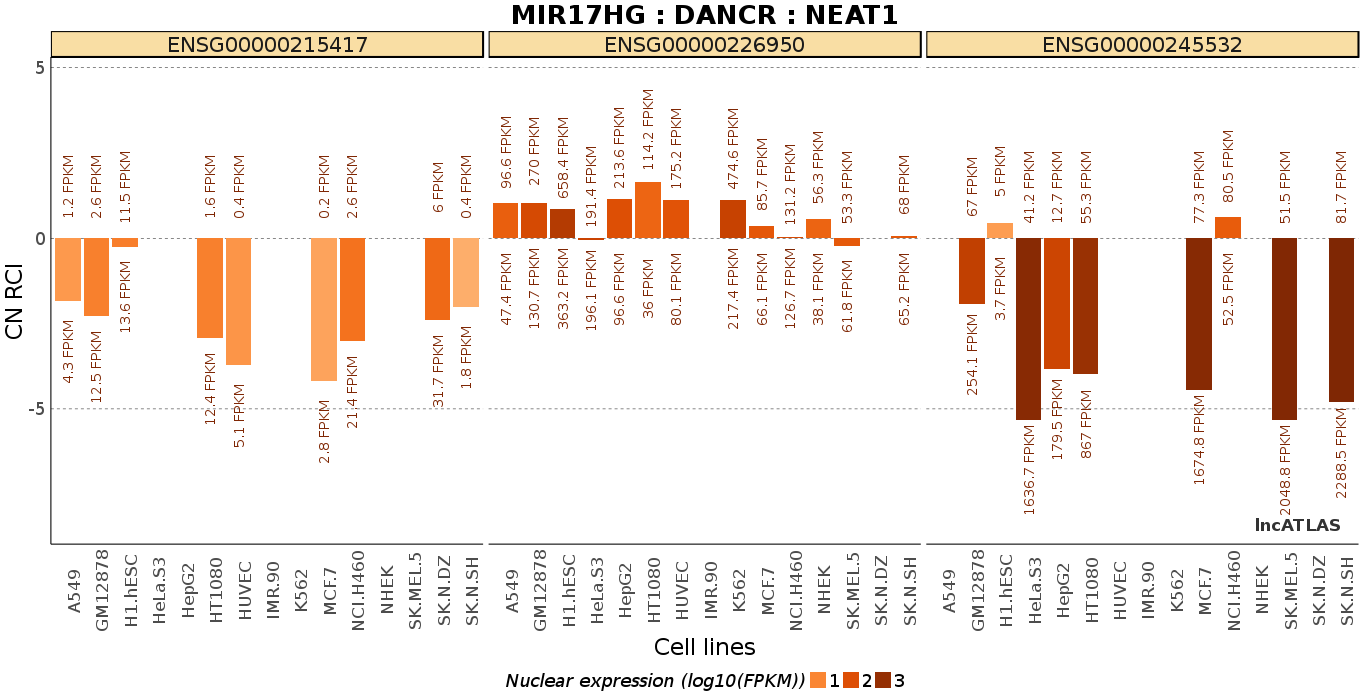 MIR17HG : DANCR : NEAT1
ENSG00000215417
ENSG00000226950
ENSG00000245532
CN RCI
5
0
-5
1.2 FPKM
2.6 FPKM
11.5 FPKM
1.6 FPKM
0.4 FPKM
0.2 FPKM
2.6 FPKM
6 FPKM
0.4 FPKM
4.3 FPKM
12.5 FPKM
13.6 FPKM
12.4 FPKM
5.1 FPKM
2.8 FPKM
21.4 FPKM
31.7 FPKM
1.8 FPKM
96.6 FPKM
270 FPKM
658.4 FPKM
191.4 FPKM
213.6 FPKM
114.2 FPKM
175.2 FPKM
474.6 FPKM
85.7 FPKM
131.2 FPKM
56.3 FPKM
53.3 FPKM
68 FPKM
47.4 FPKM
130.7 FPKM
363.2 FPKM
196.1 FPKM
96.6 FPKM
36 FPKM
80.1 FPKM
217.4 FPKM
66.1 FPKM
126.7 FPKM
38.1 FPKM
61.8 FPKM
65.2 FPKM
67 FPKM
5 FPKM
41.2 FPKM
12.7 FPKM
55.3 FPKM
77.3 FPKM
80.5 FPKM
51.5 FPKM
81.7 FPKM
254.1 FPKM
3.7 FPKM
1636.7 FPKM
179.5 FPKM
867 FPKM
1674.8 FPKM
52.5 FPKM
2048.8 FPKM
2288.5 FPKM
lncATLAS
A549
GM12878
H1.hESC
HeLa.S3
HepG2
HT1080
HUVEC
IMR.90
K562
MCF.7
NCI.H460
NHEK
SK.MEL.5
SK.N.DZ
SK.N.SH
A549
GM12878
H1.hESC
HeLa.S3
HepG2
HT1080
HUVEC
IMR.90
K562
MCF.7
NCI.H460
NHEK
SK.MEL.5
SK.N.DZ
SK.N.SH
A549
GM12878
H1.hESC
HeLa.S3
HepG2
HT1080
HUVEC
IMR.90
K562
MCF.7
NCI.H460
NHEK
SK.MEL.5
SK.N.DZ
SK.N.SH
Cell lines
Nuclear expression (log10(FPKM)) 1 2 3